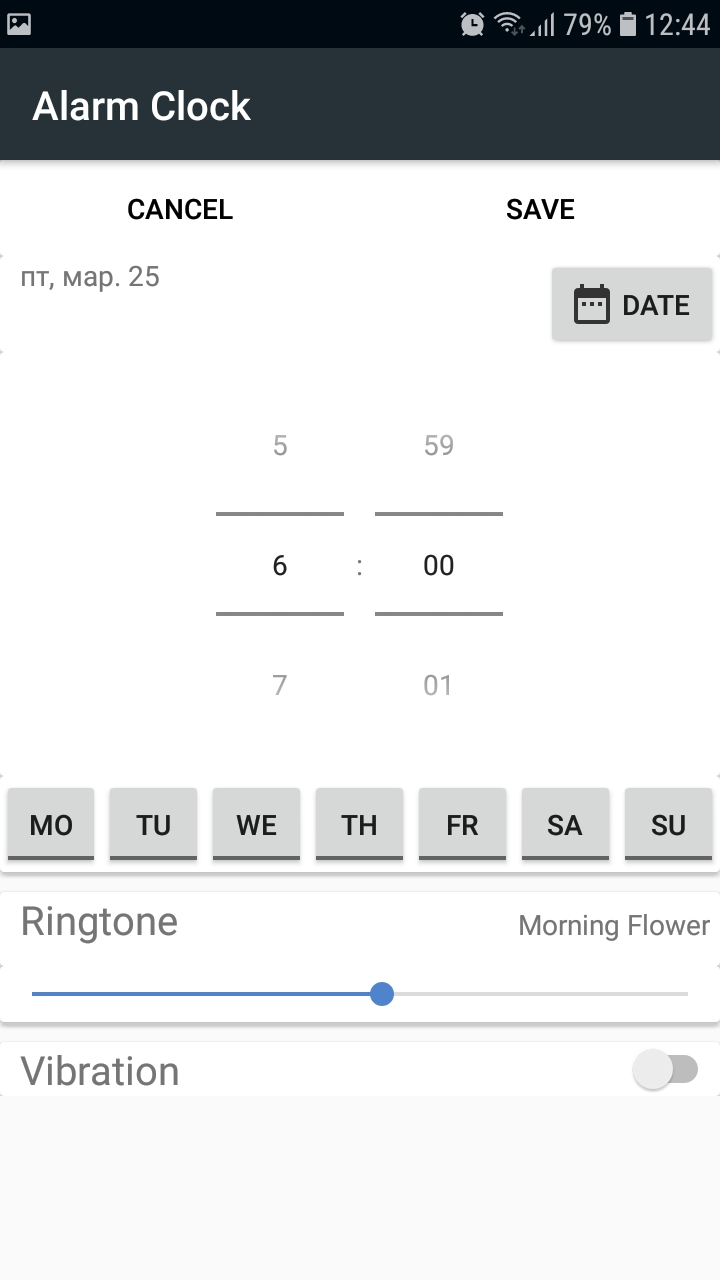 79% 12:44
Alarm Clock
CANCEL SAVE
пт, мар. 25
DATE
5 59
6 : 00
7 01
MO TU WE TH FR SA SU
Ringtone Morning Flower
Vibration